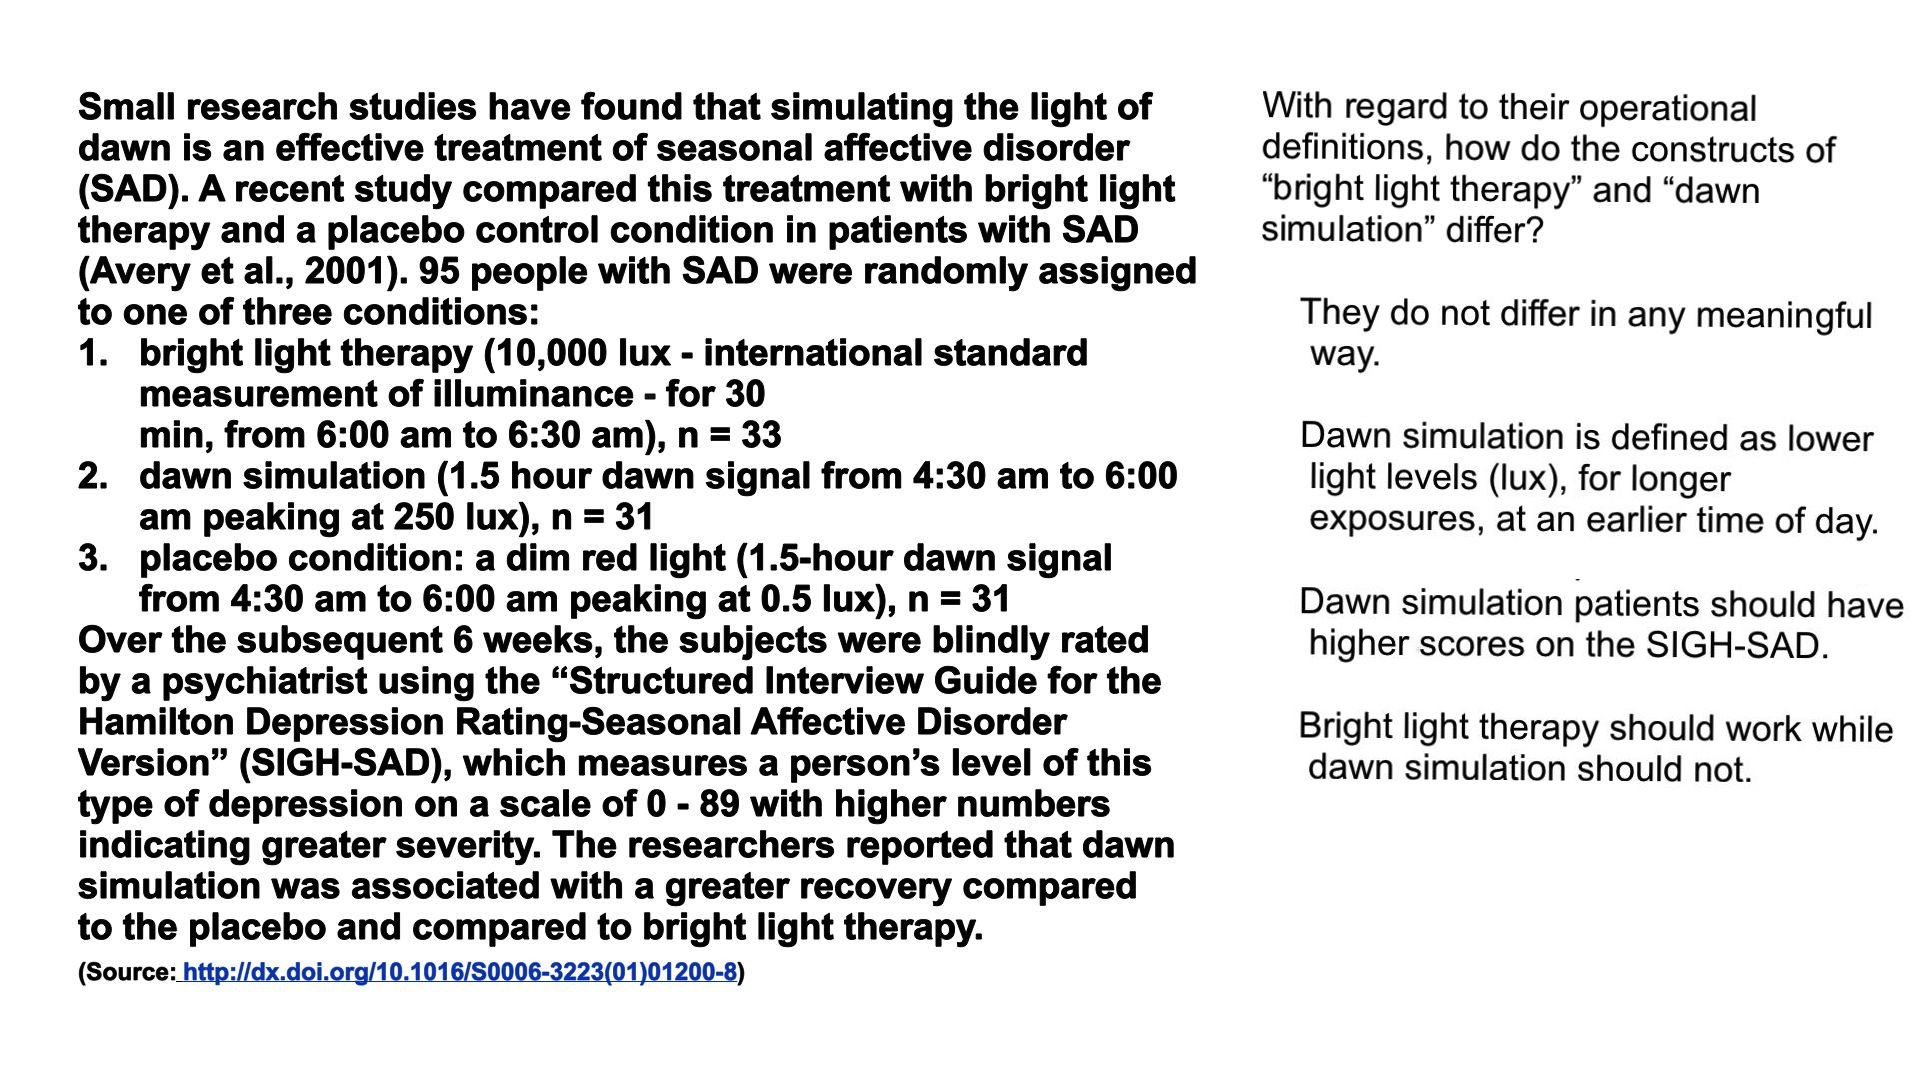 Small research studies have found that simulating the light of
dawn is an effective treatment of seasonal affective disorder
(SAD). A recent study compared this treatment with bright light
therapy and a placebo control condition in patients with SAD
(Avery et al., 2001). 95 people with SAD were randomly assigned
to one of three conditions:
1. bright light therapy (10,000 lux - international standard
measurement of illuminance - for 30
min, from 6:00 am to 6:30 am), n = 33
2. dawn simulation (1.5 hour dawn signal from 4:30 am to 6:00
am peaking at 250 lux), n = 31
3. placebo condition: a dim red light (1.5-hour dawn signal
from 4:30 am to 6:00 am peaking at 0.5 lux), n = 31
Over the subsequent 6 weeks, the subjects were blindly rated
by a psychiatrist using the “Structured Interview Guide for the
Hamilton Depression Rating-Seasonal Affective Disorder
Version” (SIGH-SAD), which measures a person’s level of this
type of depression on a scale of 0 - 89 with higher numbers
indicating greater severity. The researchers reported that dawn
simulation was associated with a greater recovery compared
to the placebo and compared to bright light therapy.
(Source: http://dx.doi.org/10.1016/S0006-3223(01)01200-8)
With regard to their operational
definitions, how do the constructs of
“bright light therapy” and “dawn
simulation” differ?
They do not differ in any meaningful
way.
Dawn simulation is defined as lower
light levels (lux), for longer
exposures, at an earlier time of day.
Dawn simulation patients should have
higher scores on the SIGH-SAD.
Bright light therapy should work while
dawn simulation should not.